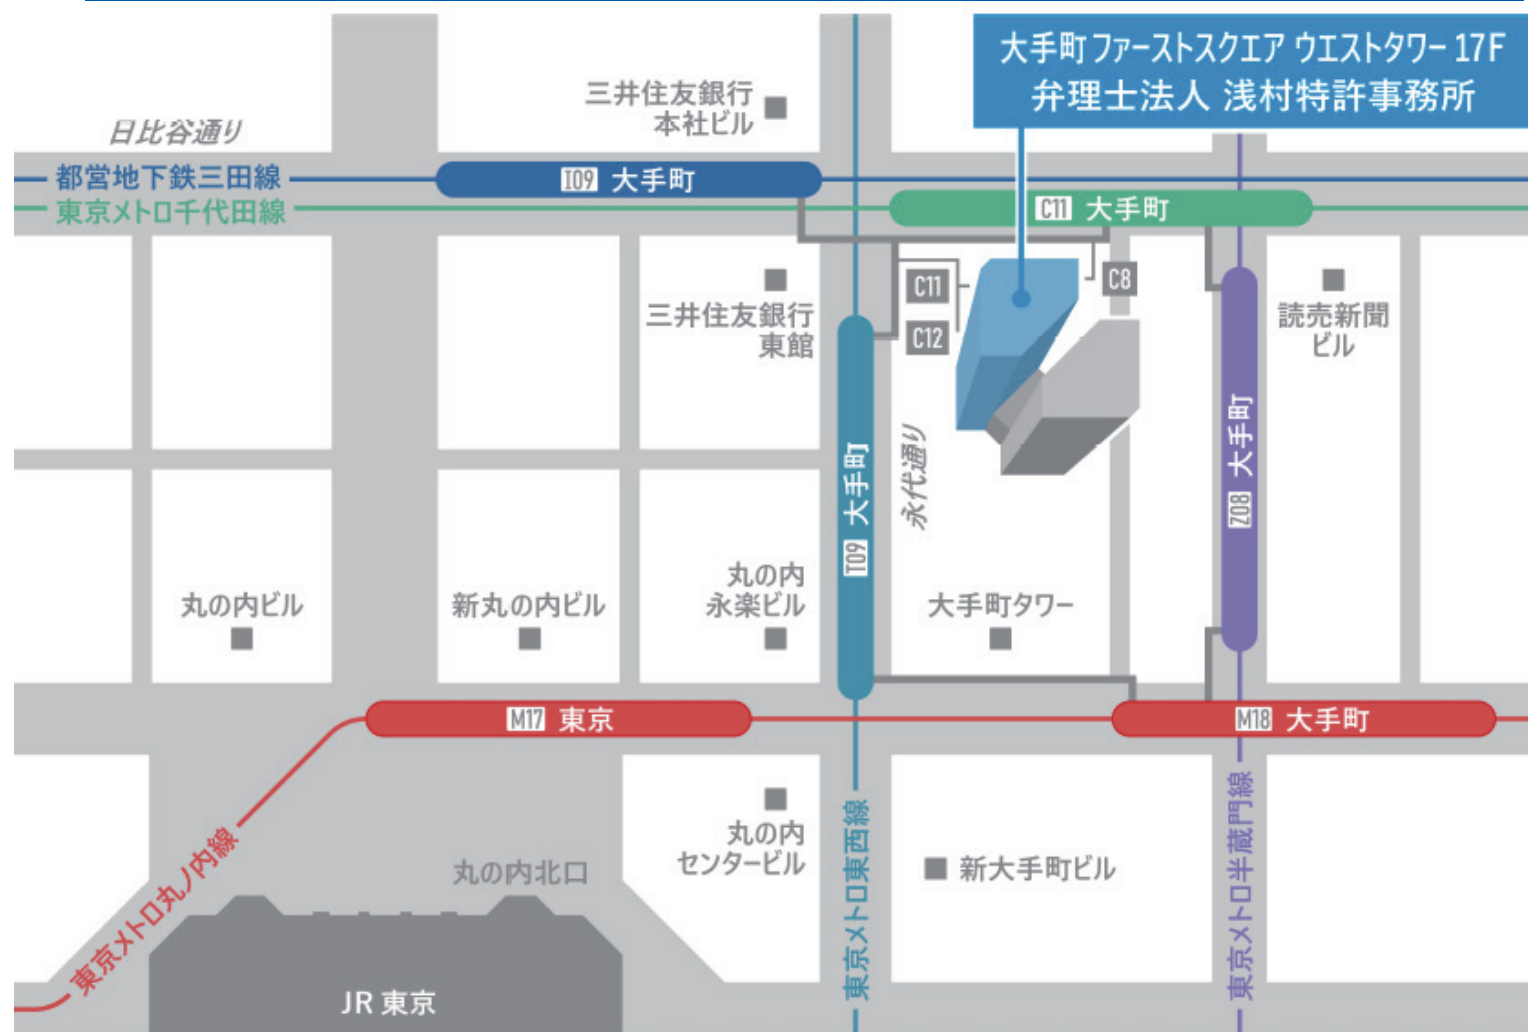 大手町ファーストスクエア ウエストタワー 17F
弁理士法人 浅村特許事務所
三井住友銀行
本社ビル
日比谷通り
都営地下鉄三田線
I09 大手町
東京メトロ千代田線
C11 大手町
C11
C8
C12
三井住友銀行
東館
読売新聞
ビル
T09 大手町
永代通り
Z08 大手町
丸の内ビル
新丸の内ビル
丸の内
永楽ビル
大手町タワー
M17 東京
M18 大手町
東京メトロ丸ノ内線
丸の内
センタービル
東京メトロ東西線
新大手町ビル
東京メトロ半蔵門線
丸の内北口
JR 東京